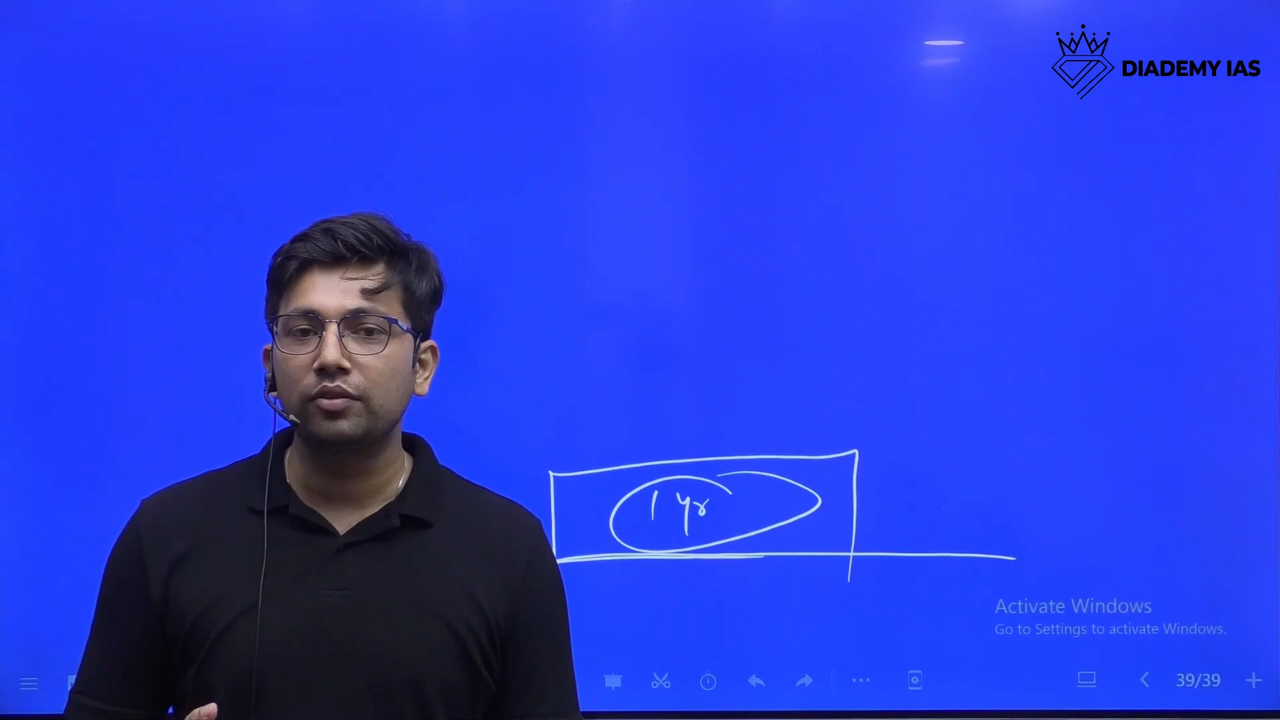 DIADEMY IAS
1 yr
Activate Windows
Go to Settings to activate Windows.
39/39